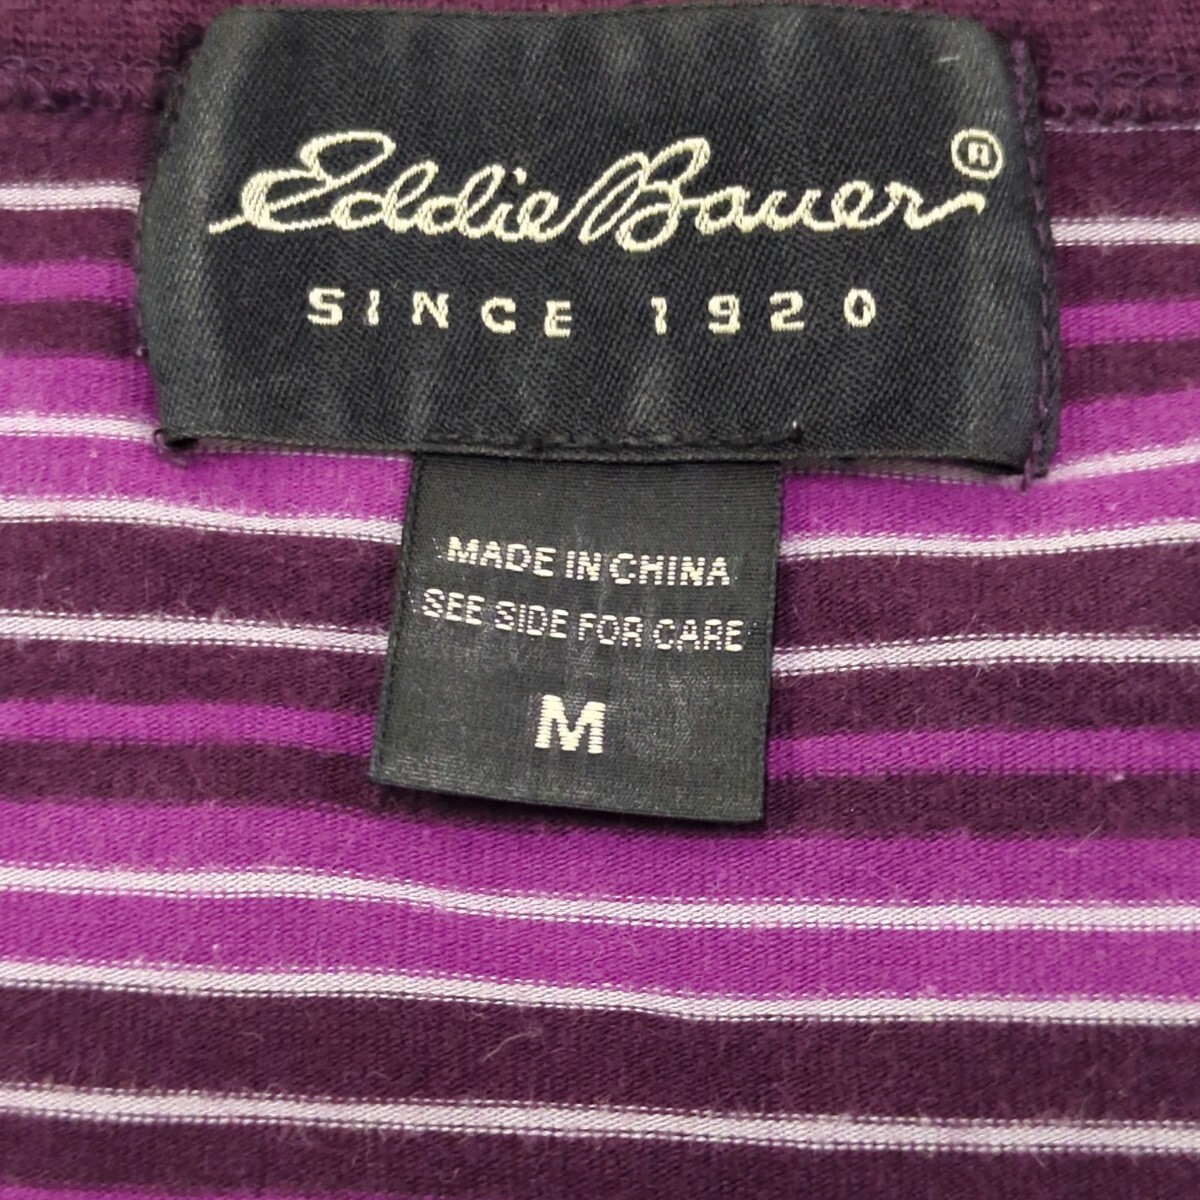 Eddie Bauer®
SINCE 1920
MADE IN CHINA
SEE SIDE FOR CARE
M